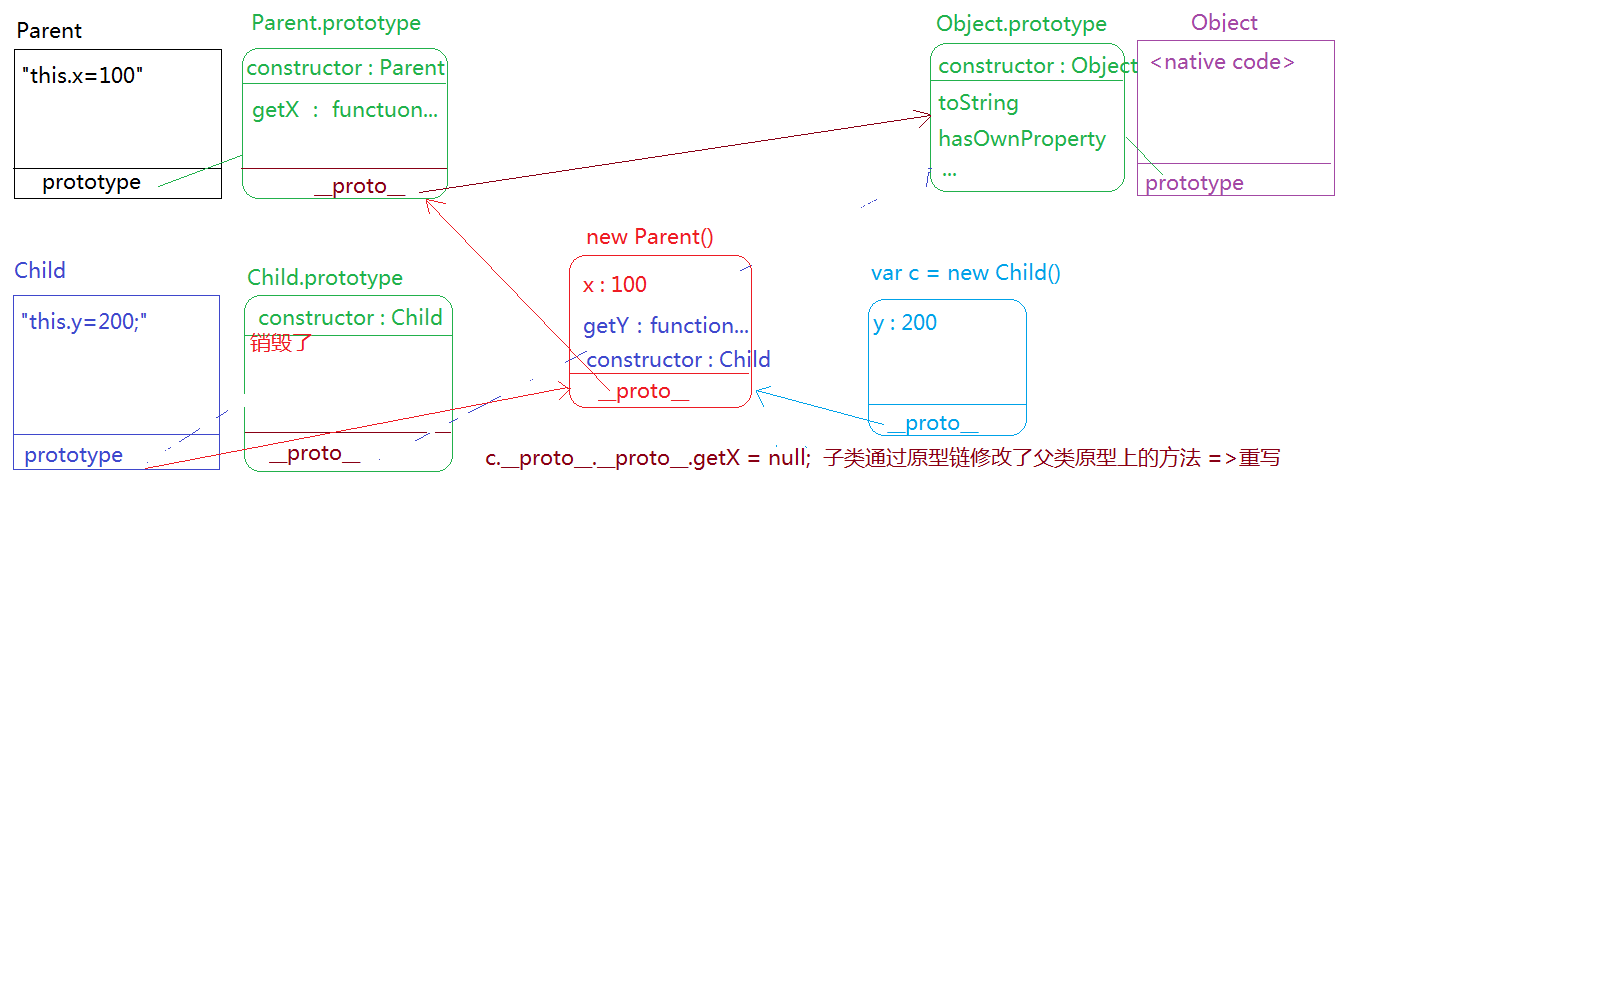 Parent
"this.x=100"
prototype
Parent.prototype
constructor : Parent
getX : functuon...
__proto__
Object.prototype
constructor : Object
toString
hasOwnProperty
...
Object
<native code>
prototype
Child
"this.y=200;"
prototype
Child.prototype
constructor : Child
销毁了
__proto__
new Parent()
x : 100
getY : function...
constructor : Child
__proto__
var c = new Child()
y : 200
__proto__
c.__proto__.__proto__.getX = null; 子类通过原型链修改了父类原型上的方法 =>重写